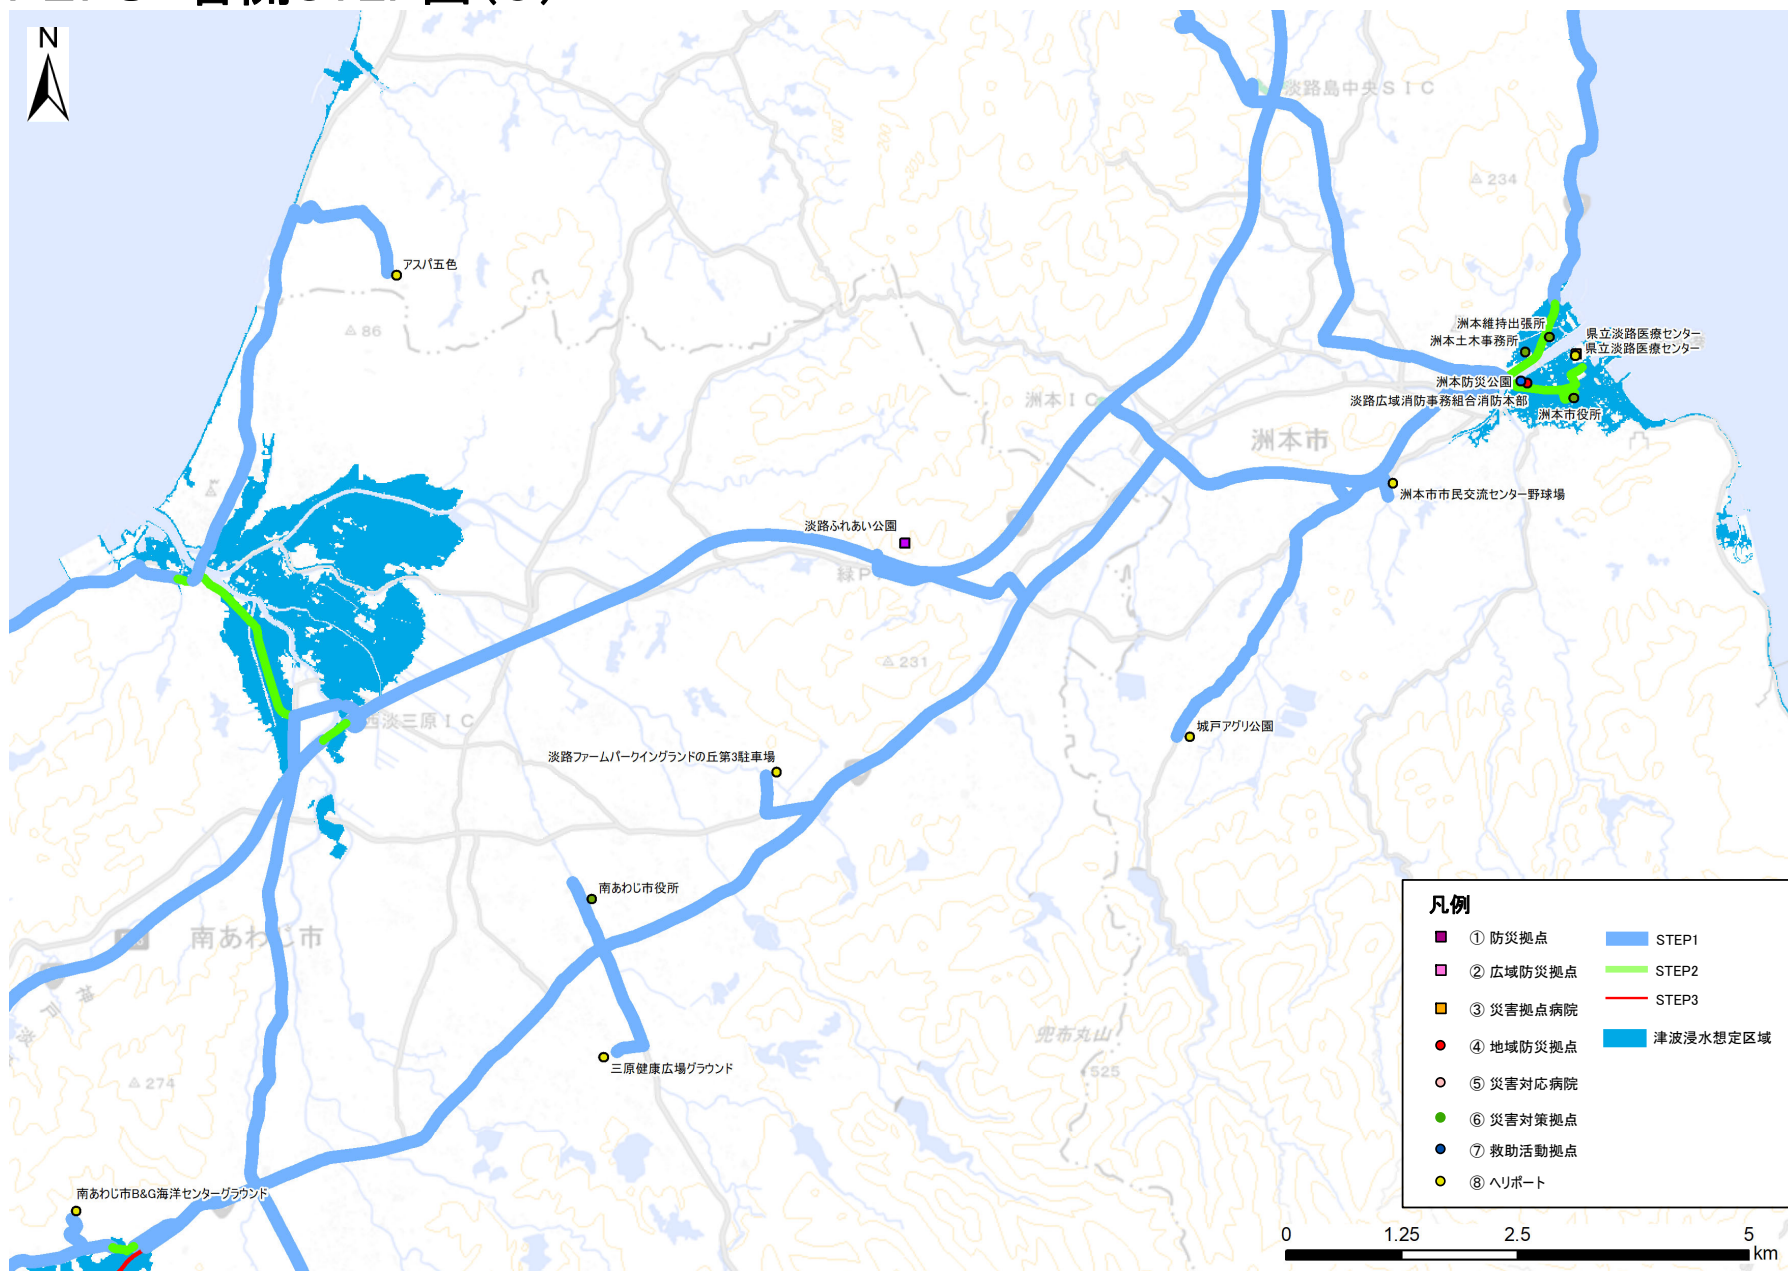 N
淡路島中央SIC
234
アスパ五色
86
洲本維持出張所
洲本土木事務所
県立淡路医療センター
県立淡路医療センター
洲本防災公園
淡路広域消防事務組合消防本部
洲本市役所
洲本IC
洲本市
洲本市市民交流センター野球場
淡路ふれあい公園
緑P
231
西淡三原IC
城戸アグリ公園
淡路ファームパークイングランドの丘第3駐車場
南あわじ市役所
南あわじ市
三原健康広場グラウンド
兜布丸山
525
274
南あわじ市B&G海洋センターグラウンド
凡例
① 防災拠点
② 広域防災拠点
③ 災害拠点病院
④ 地域防災拠点
⑤ 災害対応病院
⑥ 災害対策拠点
⑦ 救助活動拠点
⑧ ヘリポート
STEP1
STEP2
STEP3
津波浸水想定区域
0 1.25 2.5 5
km